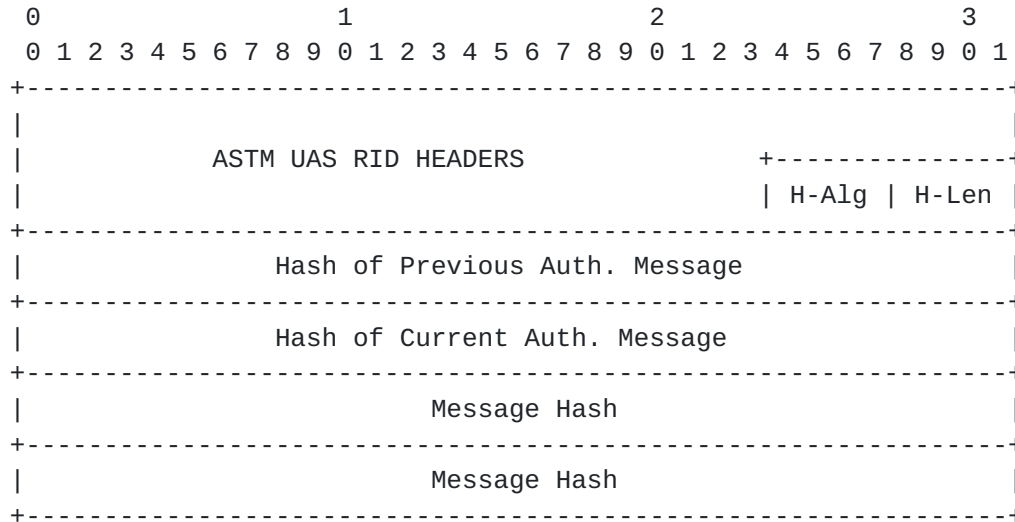 0                   1                   2                   3
 0 1 2 3 4 5 6 7 8 9 0 1 2 3 4 5 6 7 8 9 0 1 2 3 4 5 6 7 8 9 0 1
+---------------------------------------------------------------+
|                                                               |
|            ASTM UAS RID HEADERS               +---------------+
|                                               | H-Alg | H-Len |
+---------------------------------------------------------------+
|                Hash of Previous Auth. Message                 |
+---------------------------------------------------------------+
|                Hash of Current Auth. Message                  |
+---------------------------------------------------------------+
|                          Message Hash                         |
+---------------------------------------------------------------+
|                          Message Hash                         |
+---------------------------------------------------------------+